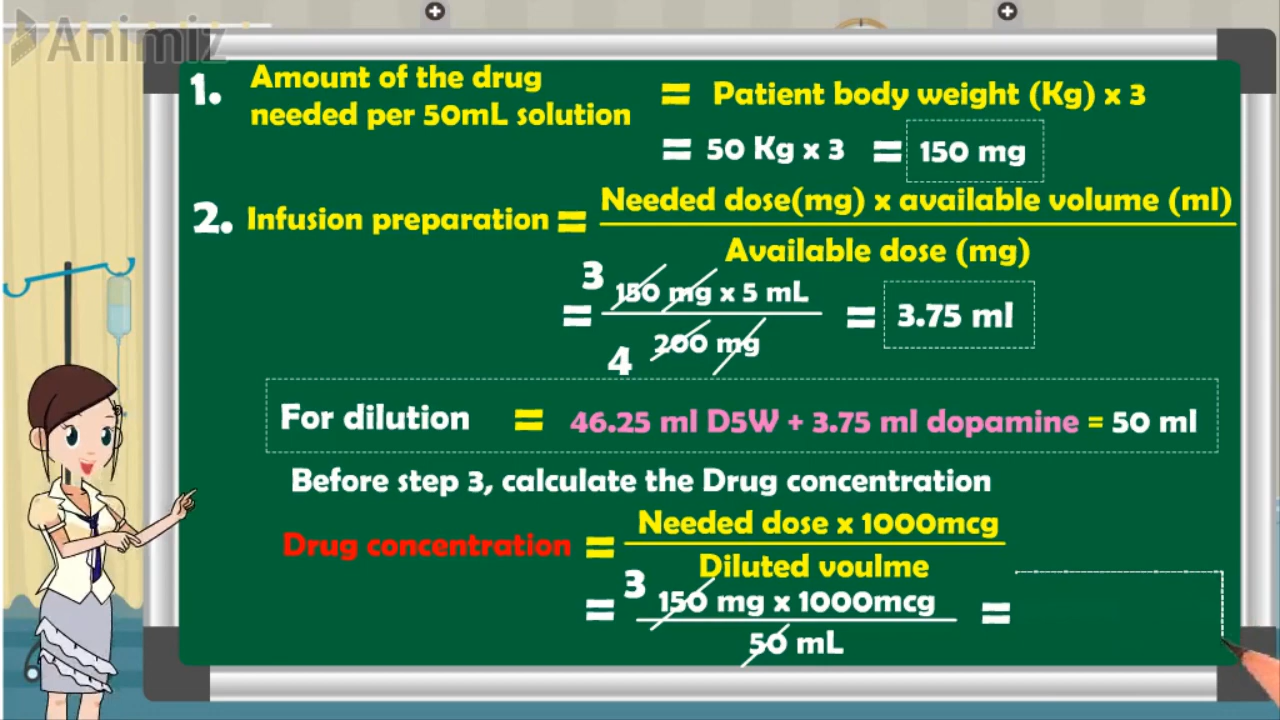 Animiz
1. Amount of the drug
needed per 50mL solution = Patient body weight (Kg) x 3
= 50 Kg x 3 = 150 mg
2. Infusion preparation = Needed dose(mg) x available volume (ml)
Available dose (mg)
= 3 150 mg x 5 mL = 3.75 ml
4 200 mg
For dilution = 46.25 ml D5W + 3.75 ml dopamine = 50 ml
Before step 3, calculate the Drug concentration
Drug concentration = Needed dose x 1000mcg
Diluted voulme
= 3 150 mg x 1000mcg =
50 mL